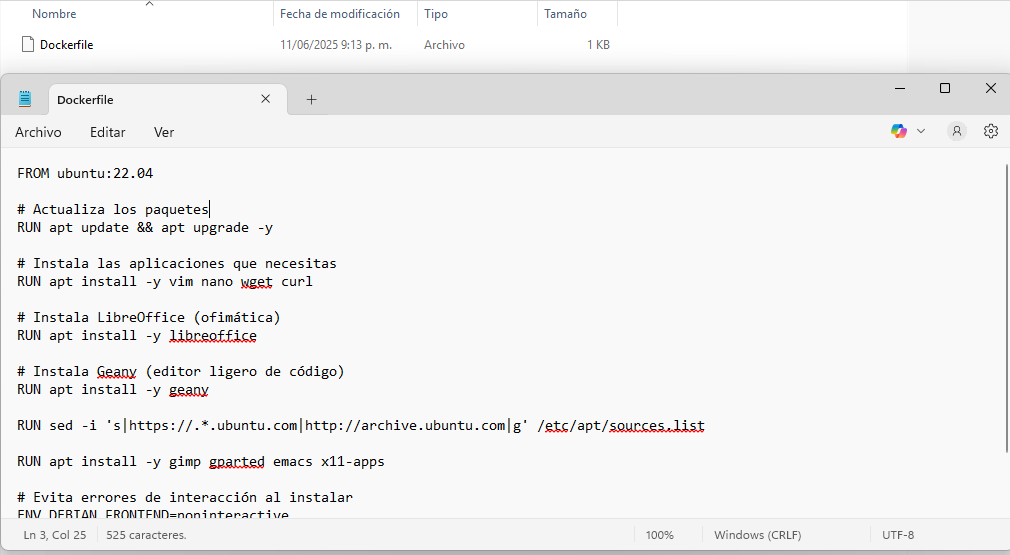 Nombre Fecha de modificación Tipo Tamaño
Dockerfile 11/06/2025 9:13 p. m. Archivo 1 KB
Dockerfile
Archivo Editar Ver
FROM ubuntu:22.04
# Actualiza los paquetes
RUN apt update && apt upgrade -y
# Instala las aplicaciones que necesitas
RUN apt install -y vim nano wget curl
# Instala LibreOffice (ofimática)
RUN apt install -y libreoffice
# Instala Geany (editor ligero de código)
RUN apt install -y geany
RUN sed -i 's|https://.*.ubuntu.com|http://archive.ubuntu.com|g' /etc/apt/sources.list
RUN apt install -y gimp gparted emacs x11-apps
# Evita errores de interacción al instalar
ENV DEBIAN_FRONTEND=noninteractive
Ln 3, Col 25 525 caracteres. 100% Windows (CRLF) UTF-8